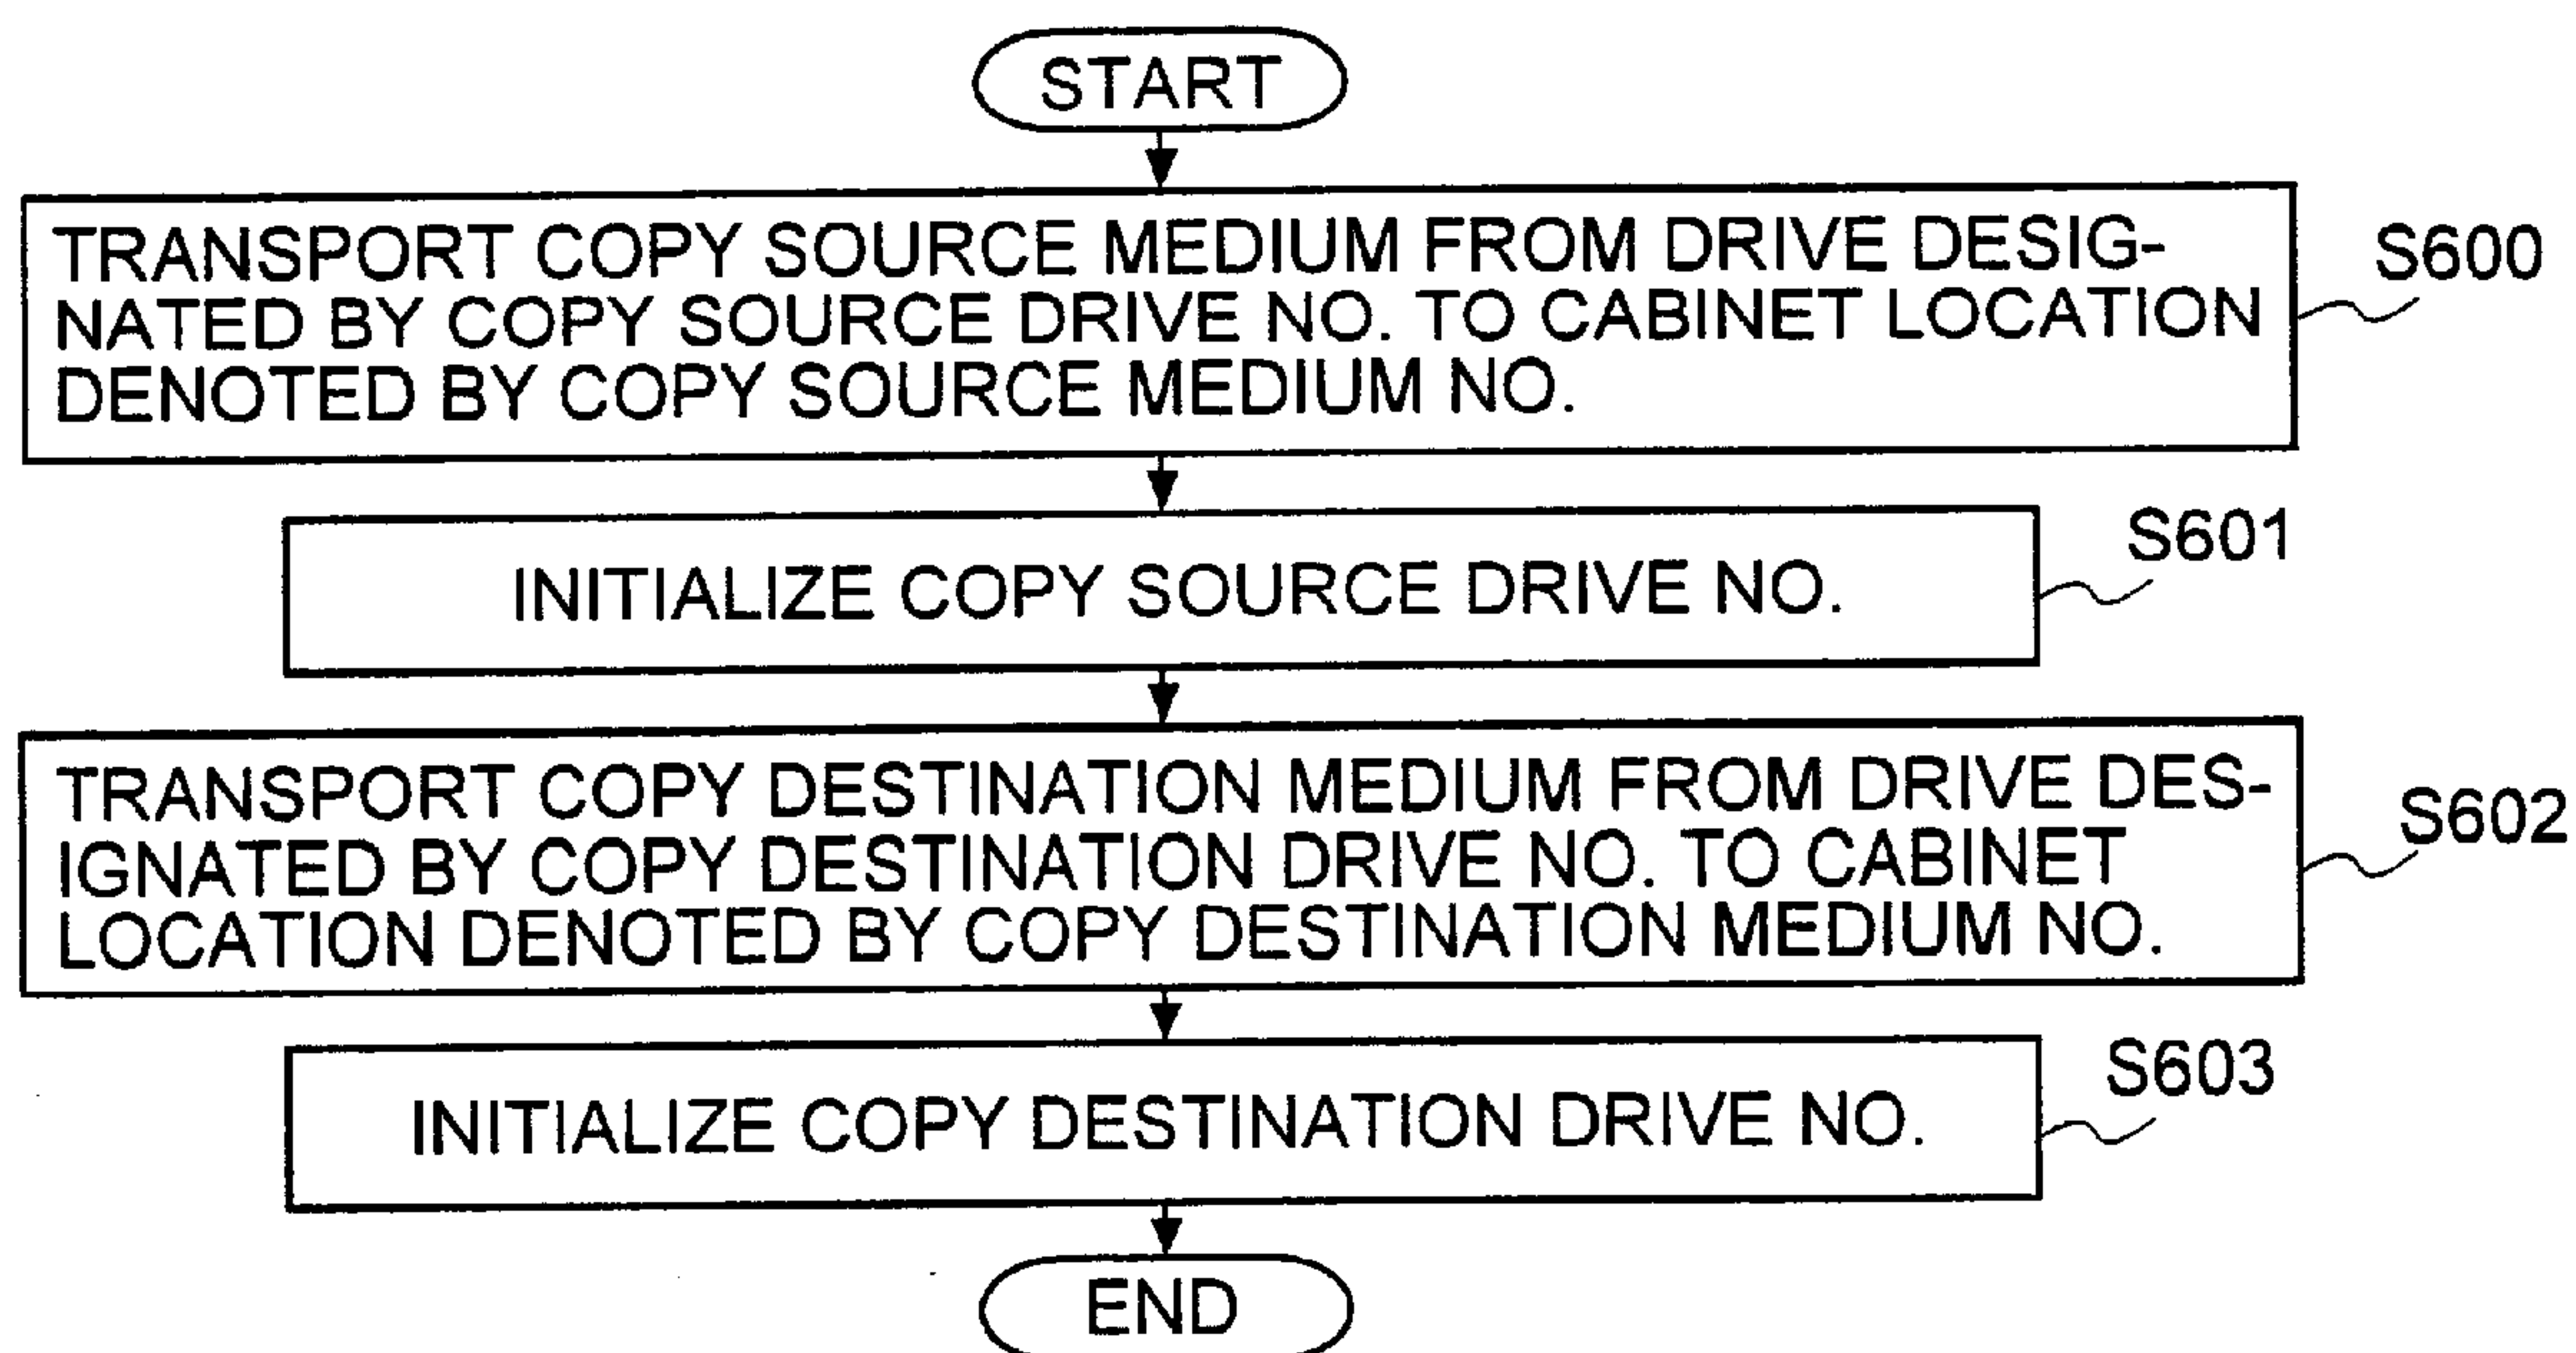 START
TRANSPORT COPY SOURCE MEDIUM FROM DRIVE DESIG-
NATED BY COPY SOURCE DRIVE NO. TO CABINET LOCATION
DENOTED BY COPY SOURCE MEDIUM NO.
S600
INITIALIZE COPY SOURCE DRIVE NO.
S601
TRANSPORT COPY DESTINATION MEDIUM FROM DRIVE DES-
IGNATED BY COPY DESTINATION DRIVE NO. TO CABINET
LOCATION DENOTED BY COPY DESTINATION MEDIUM NO.
S602
INITIALIZE COPY DESTINATION DRIVE NO.
S603
END